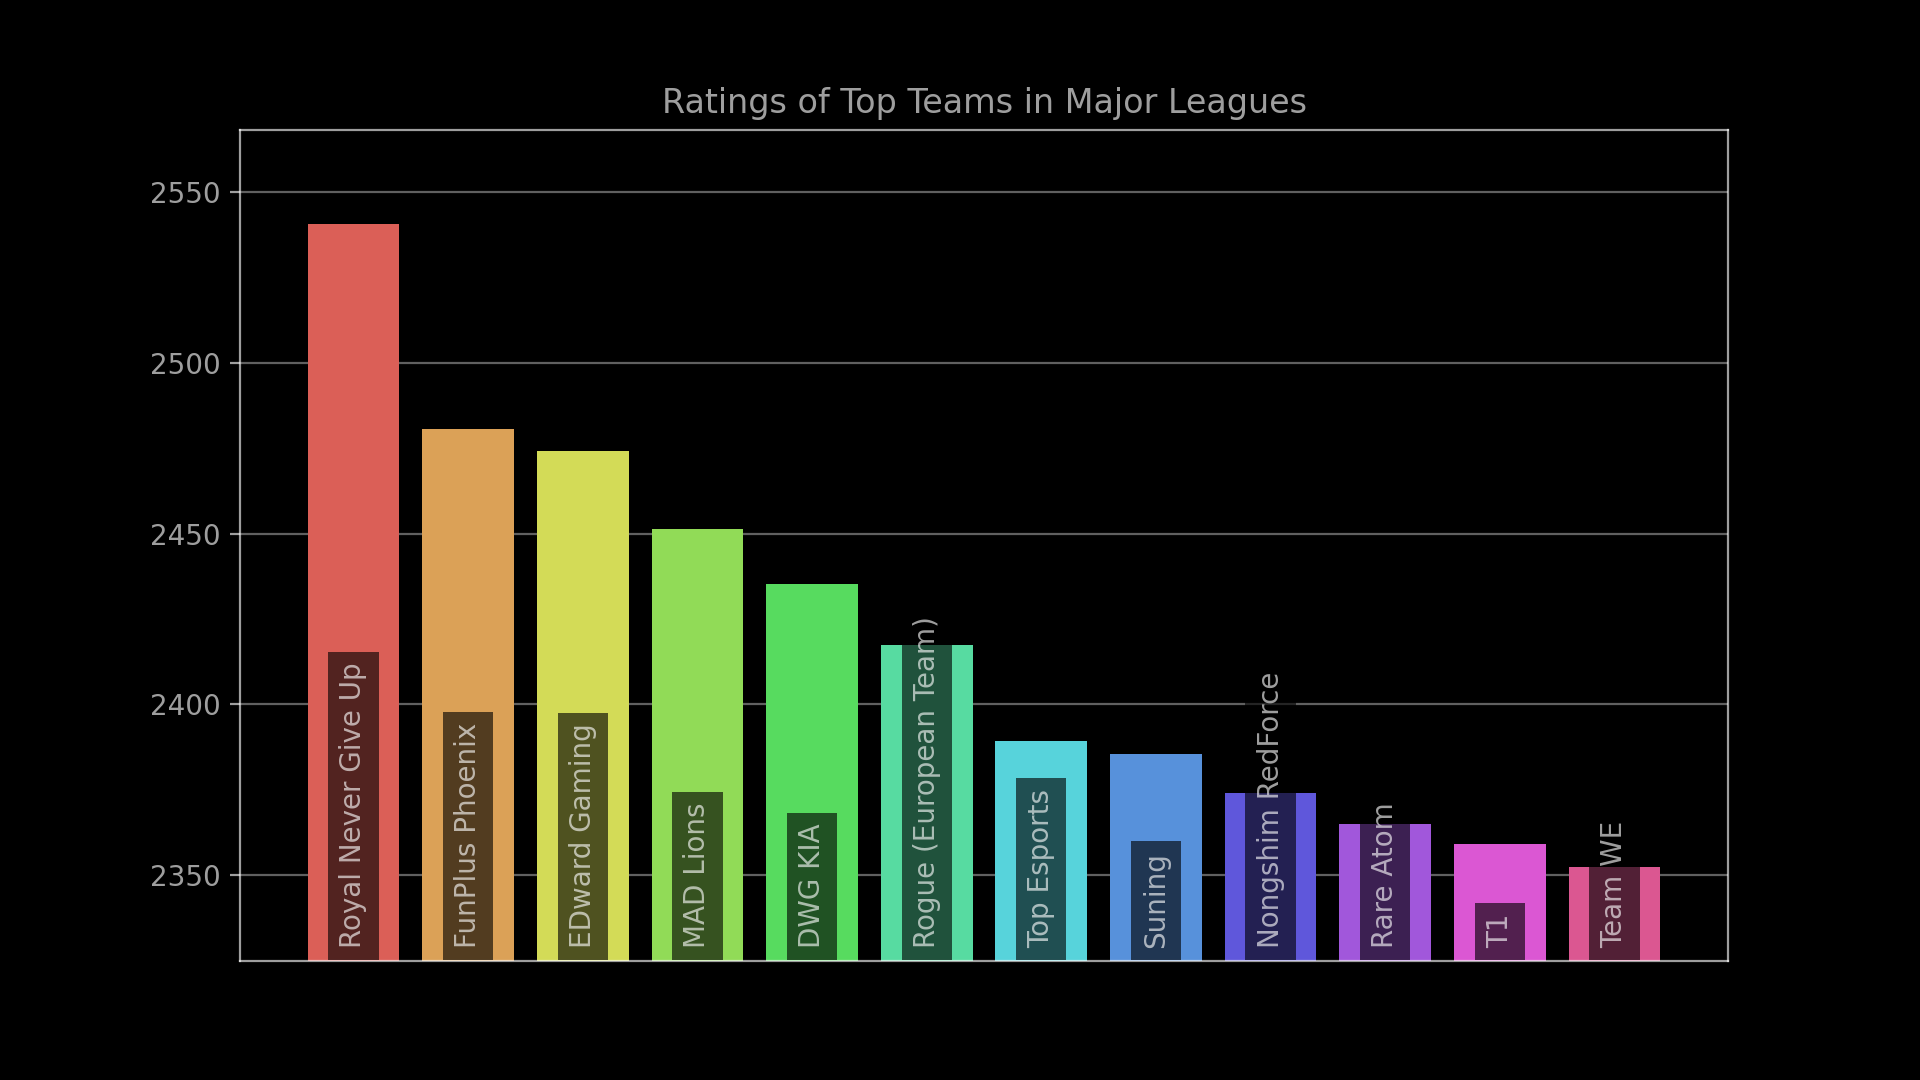 Ratings of Top Teams in Major Leagues
2550
2500
2450
2400
2350
Royal Never Give Up
FunPlus Phoenix
EDward Gaming
MAD Lions
DWG KIA
Rogue (European Team)
Top Esports
Suning
Nongshim RedForce
Rare Atom
T1
Team WE